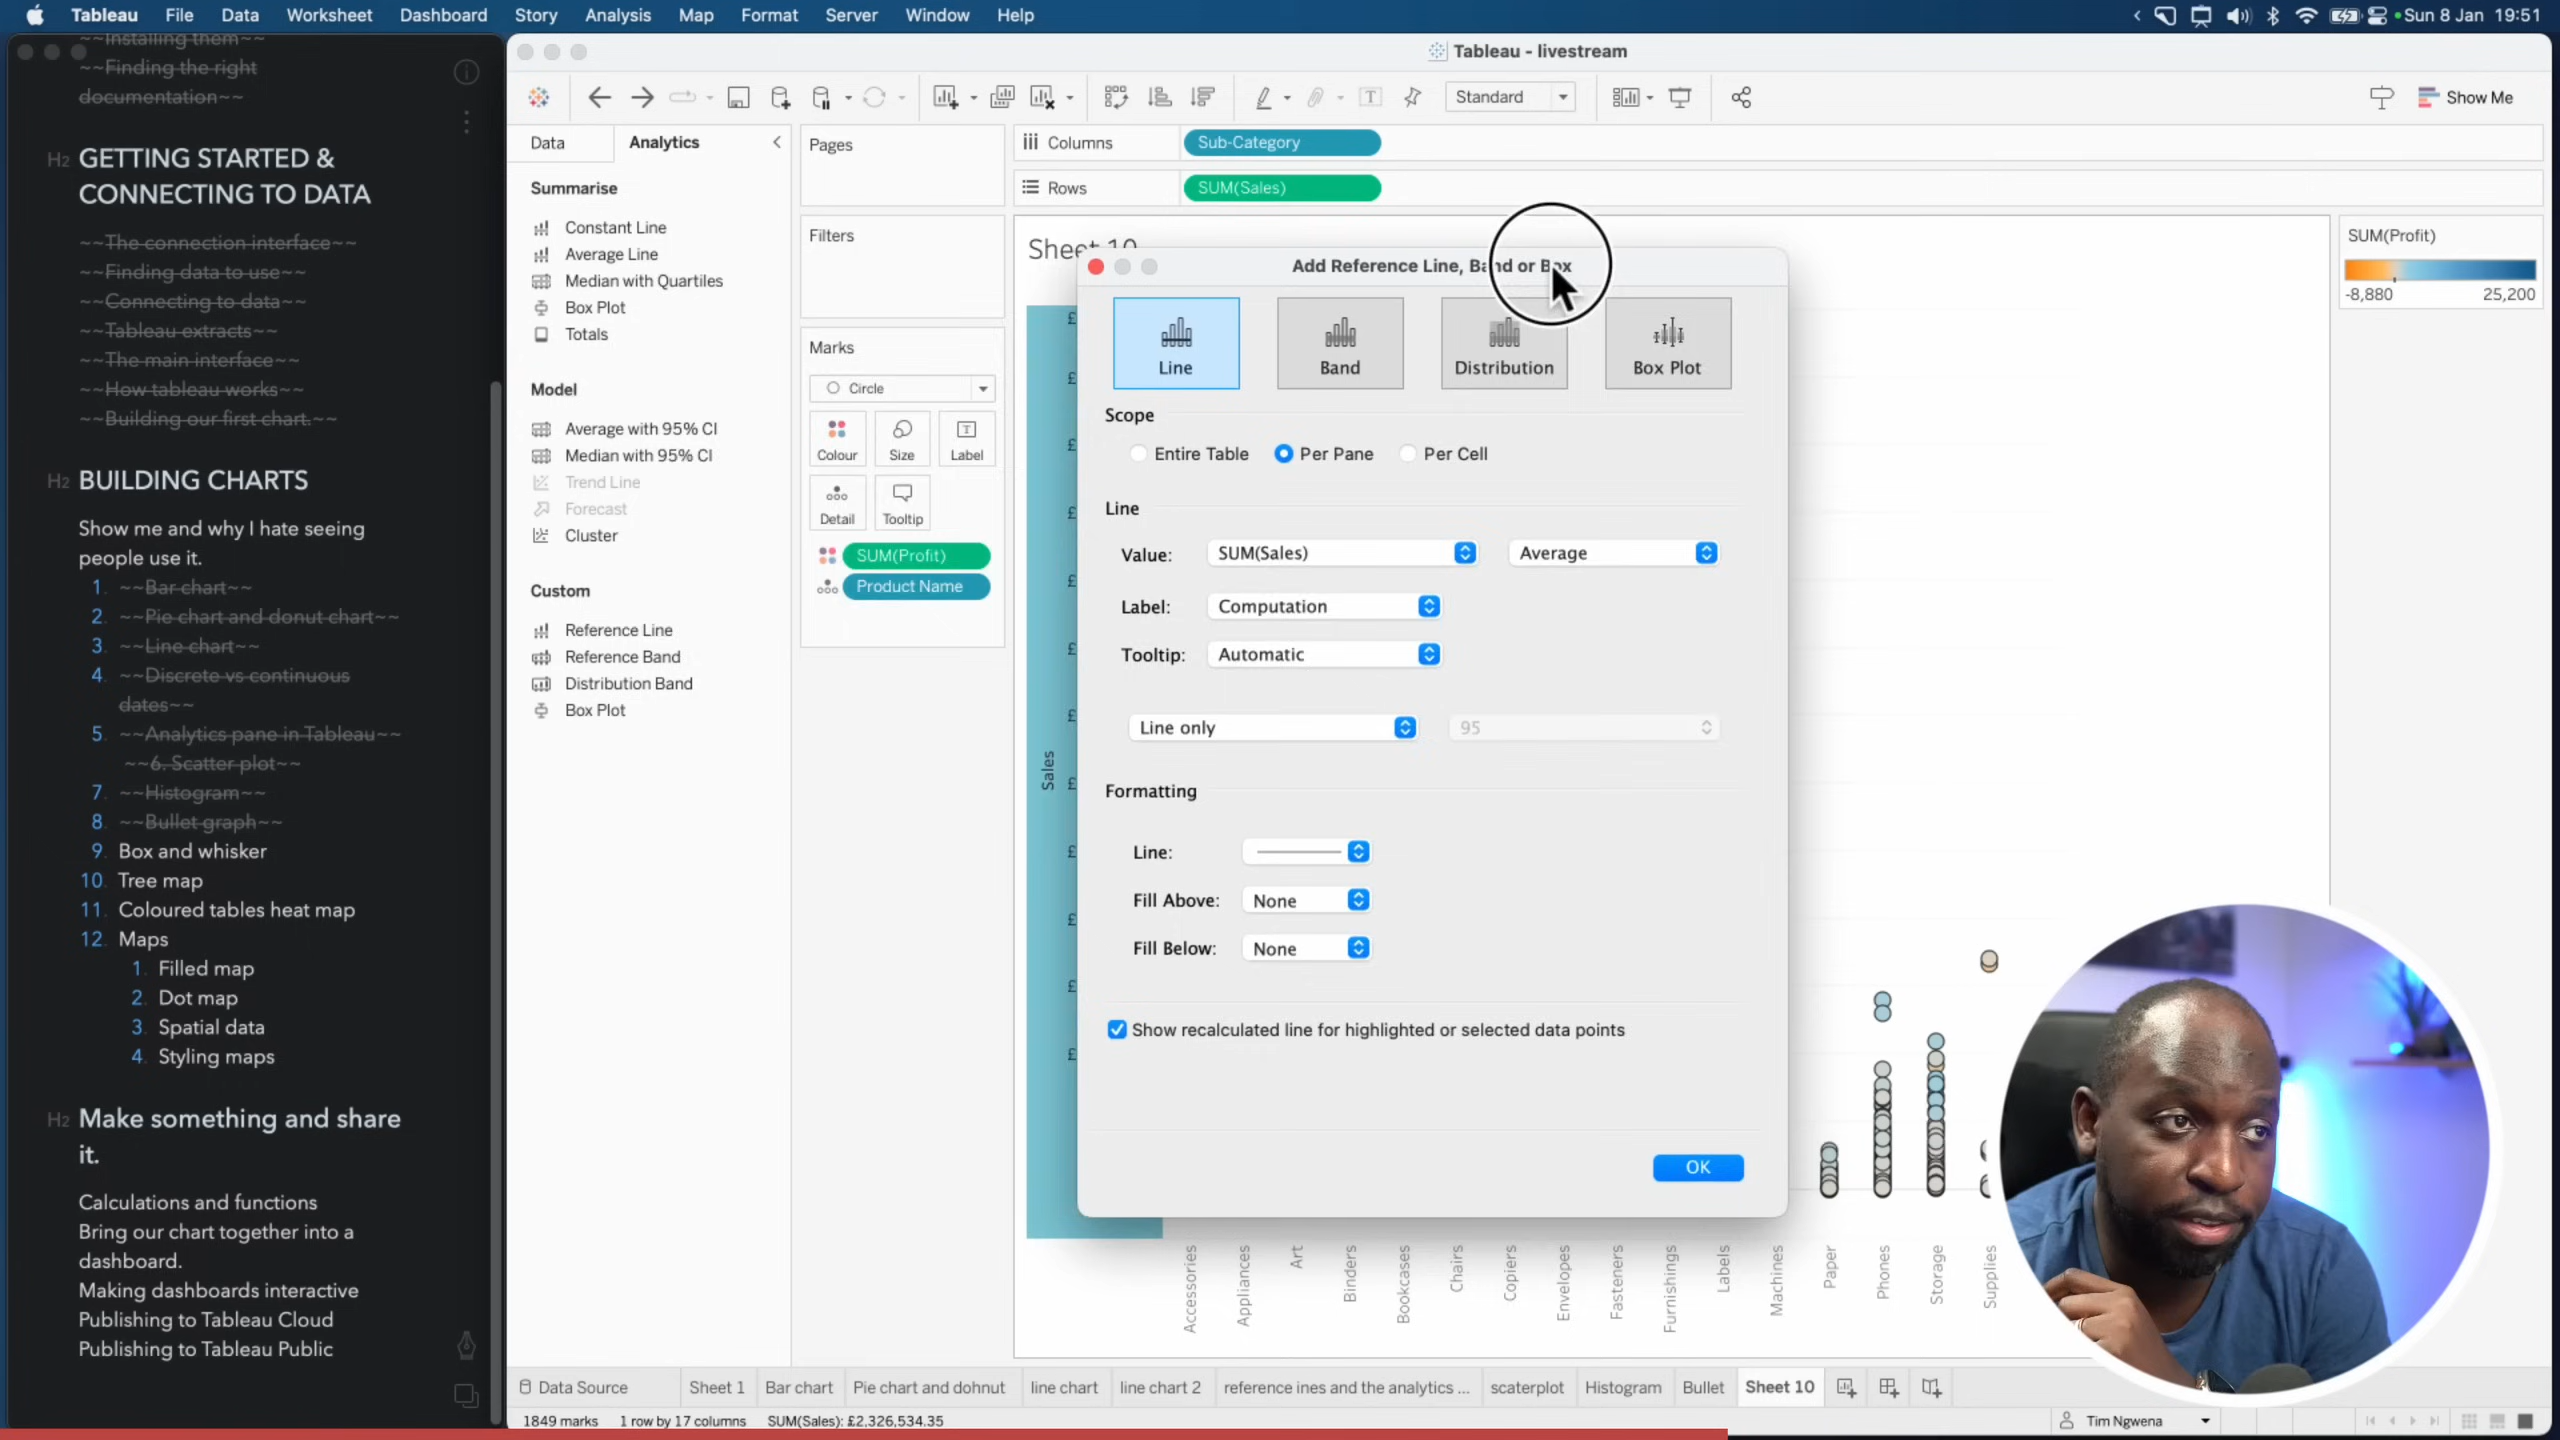 Tableau File Data Worksheet Dashboard Story Analysis Map Format Server Window Help
Sun 8 Jan 19:51
~~Installing them~~
~~Finding the right
documentation~~
H2 GETTING STARTED &
CONNECTING TO DATA
~~The connection interface~~
~~Finding data to use~~
~~Connecting to data~~
~~Tableau extracts~~
~~The main interface~~
~~How tableau works~~
~~Building our first chart.~~
H2 BUILDING CHARTS
Show me and why I hate seeing
people use it.
1. ~~Bar chart~~
2. ~~Pie chart and donut chart~~
3. ~~Line chart~~
4. ~~Discrete vs continuous
dates~~
5. ~~Analytics pane in Tableau~~
~~6. Scatter plot~~
7. ~~Histogram~~
8. ~~Bullet graph~~
9. Box and whisker
10. Tree map
11. Coloured tables heat map
12. Maps
1. Filled map
2. Dot map
3. Spatial data
4. Styling maps
H2 Make something and share
it.
Calculations and functions
Bring our chart together into a
dashboard.
Making dashboards interactive
Publishing to Tableau Cloud
Publishing to Tableau Public
Tableau - livestream
Standard
Show Me
Data Analytics
Summarise
Constant Line
Average Line
Median with Quartiles
Box Plot
Totals
Model
Average with 95% CI
Median with 95% CI
Trend Line
Forecast
Cluster
Custom
Reference Line
Reference Band
Distribution Band
Box Plot
Pages
Filters
Marks
Circle
Colour Size Label
Detail Tooltip
SUM(Profit)
Product Name
Columns Sub-Category
Rows SUM(Sales)
Sheet 10
Add Reference Line, Band or Box
Line Band Distribution Box Plot
Scope
Entire Table Per Pane Per Cell
Line
Value: SUM(Sales) Average
Label: Computation
Tooltip: Automatic
Line only 95
Formatting
Line:
Fill Above: None
Fill Below: None
Show recalculated line for highlighted or selected data points
OK
Sales
£
£
£
£
£
£
£
£
£
£
£
£
Accessories
Appliances
Art
Binders
Bookcases
Chairs
Copiers
Envelopes
Fasteners
Furnishings
Labels
Machines
Paper
Phones
Storage
Supplies
SUM(Profit)
-8,880 25,200
Data Source Sheet 1 Bar chart Pie chart and dohnut line chart line chart 2 reference ines and the analytics ... scaterplot Histogram Bullet Sheet 10
1849 marks 1 row by 17 columns SUM(Sales): £2,326,534.35
Tim Ngwena